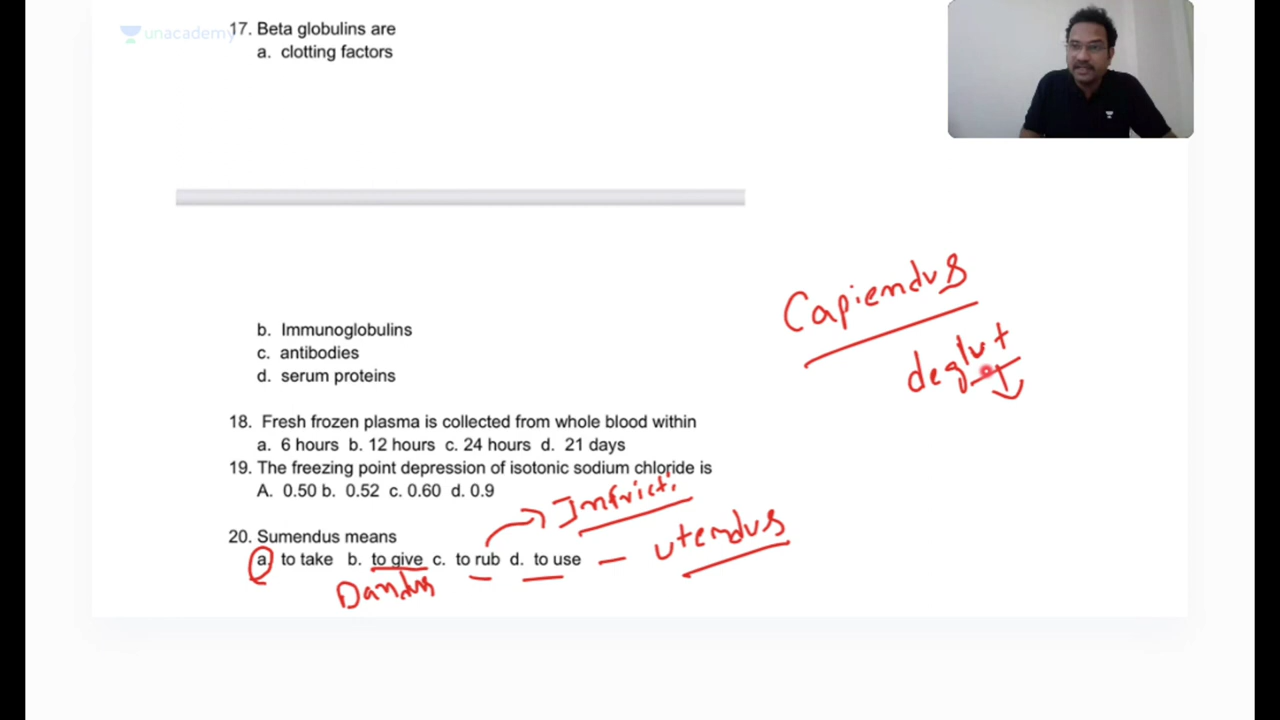 unacademy
17. Beta globulins are
a. clotting factors
b. Immunoglobulins
c. antibodies
d. serum proteins
Capiendus
deglut
18. Fresh frozen plasma is collected from whole blood within
a. 6 hours b. 12 hours c. 24 hours d. 21 days
19. The freezing point depression of isotonic sodium chloride is
A. 0.50 b. 0.52 c. 0.60 d. 0.9
Infricti
20. Sumendus means
a. to take b. to give c. to rub d. to use — utendus
Dandus